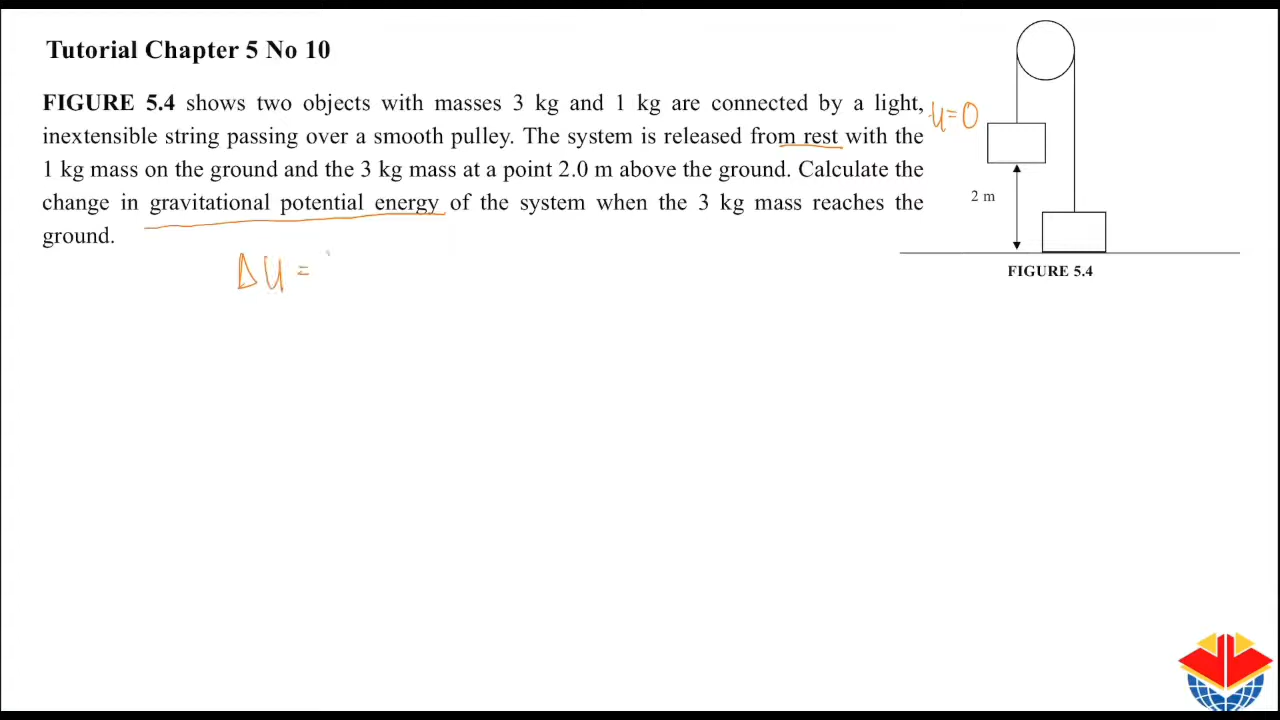 Tutorial Chapter 5 No 10
FIGURE 5.4 shows two objects with masses 3 kg and 1 kg are connected by a light,
inextensible string passing over a smooth pulley. The system is released from rest with the
1 kg mass on the ground and the 3 kg mass at a point 2.0 m above the ground. Calculate the
change in gravitational potential energy of the system when the 3 kg mass reaches the
ground.
u=0
2 m
FIGURE 5.4
ΔU =